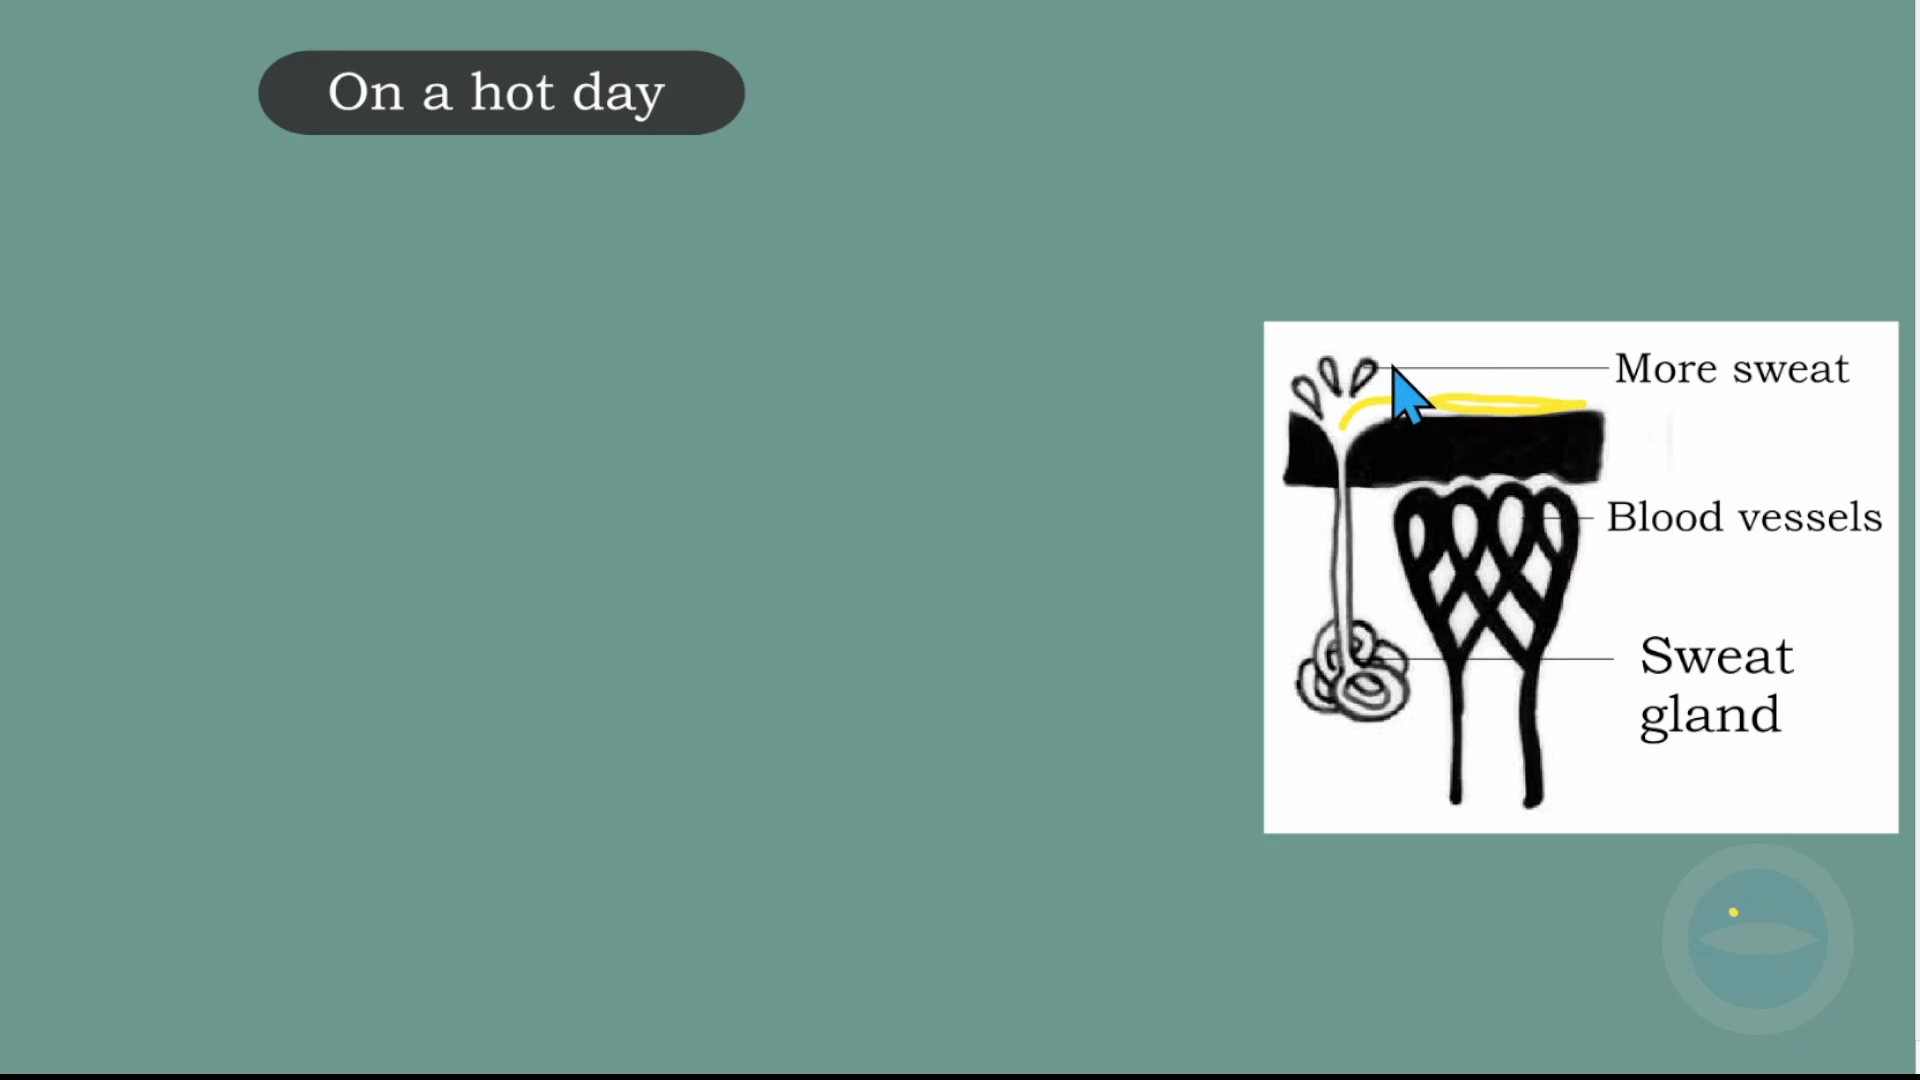 On a hot day
More sweat
Blood vessels
Sweat
gland